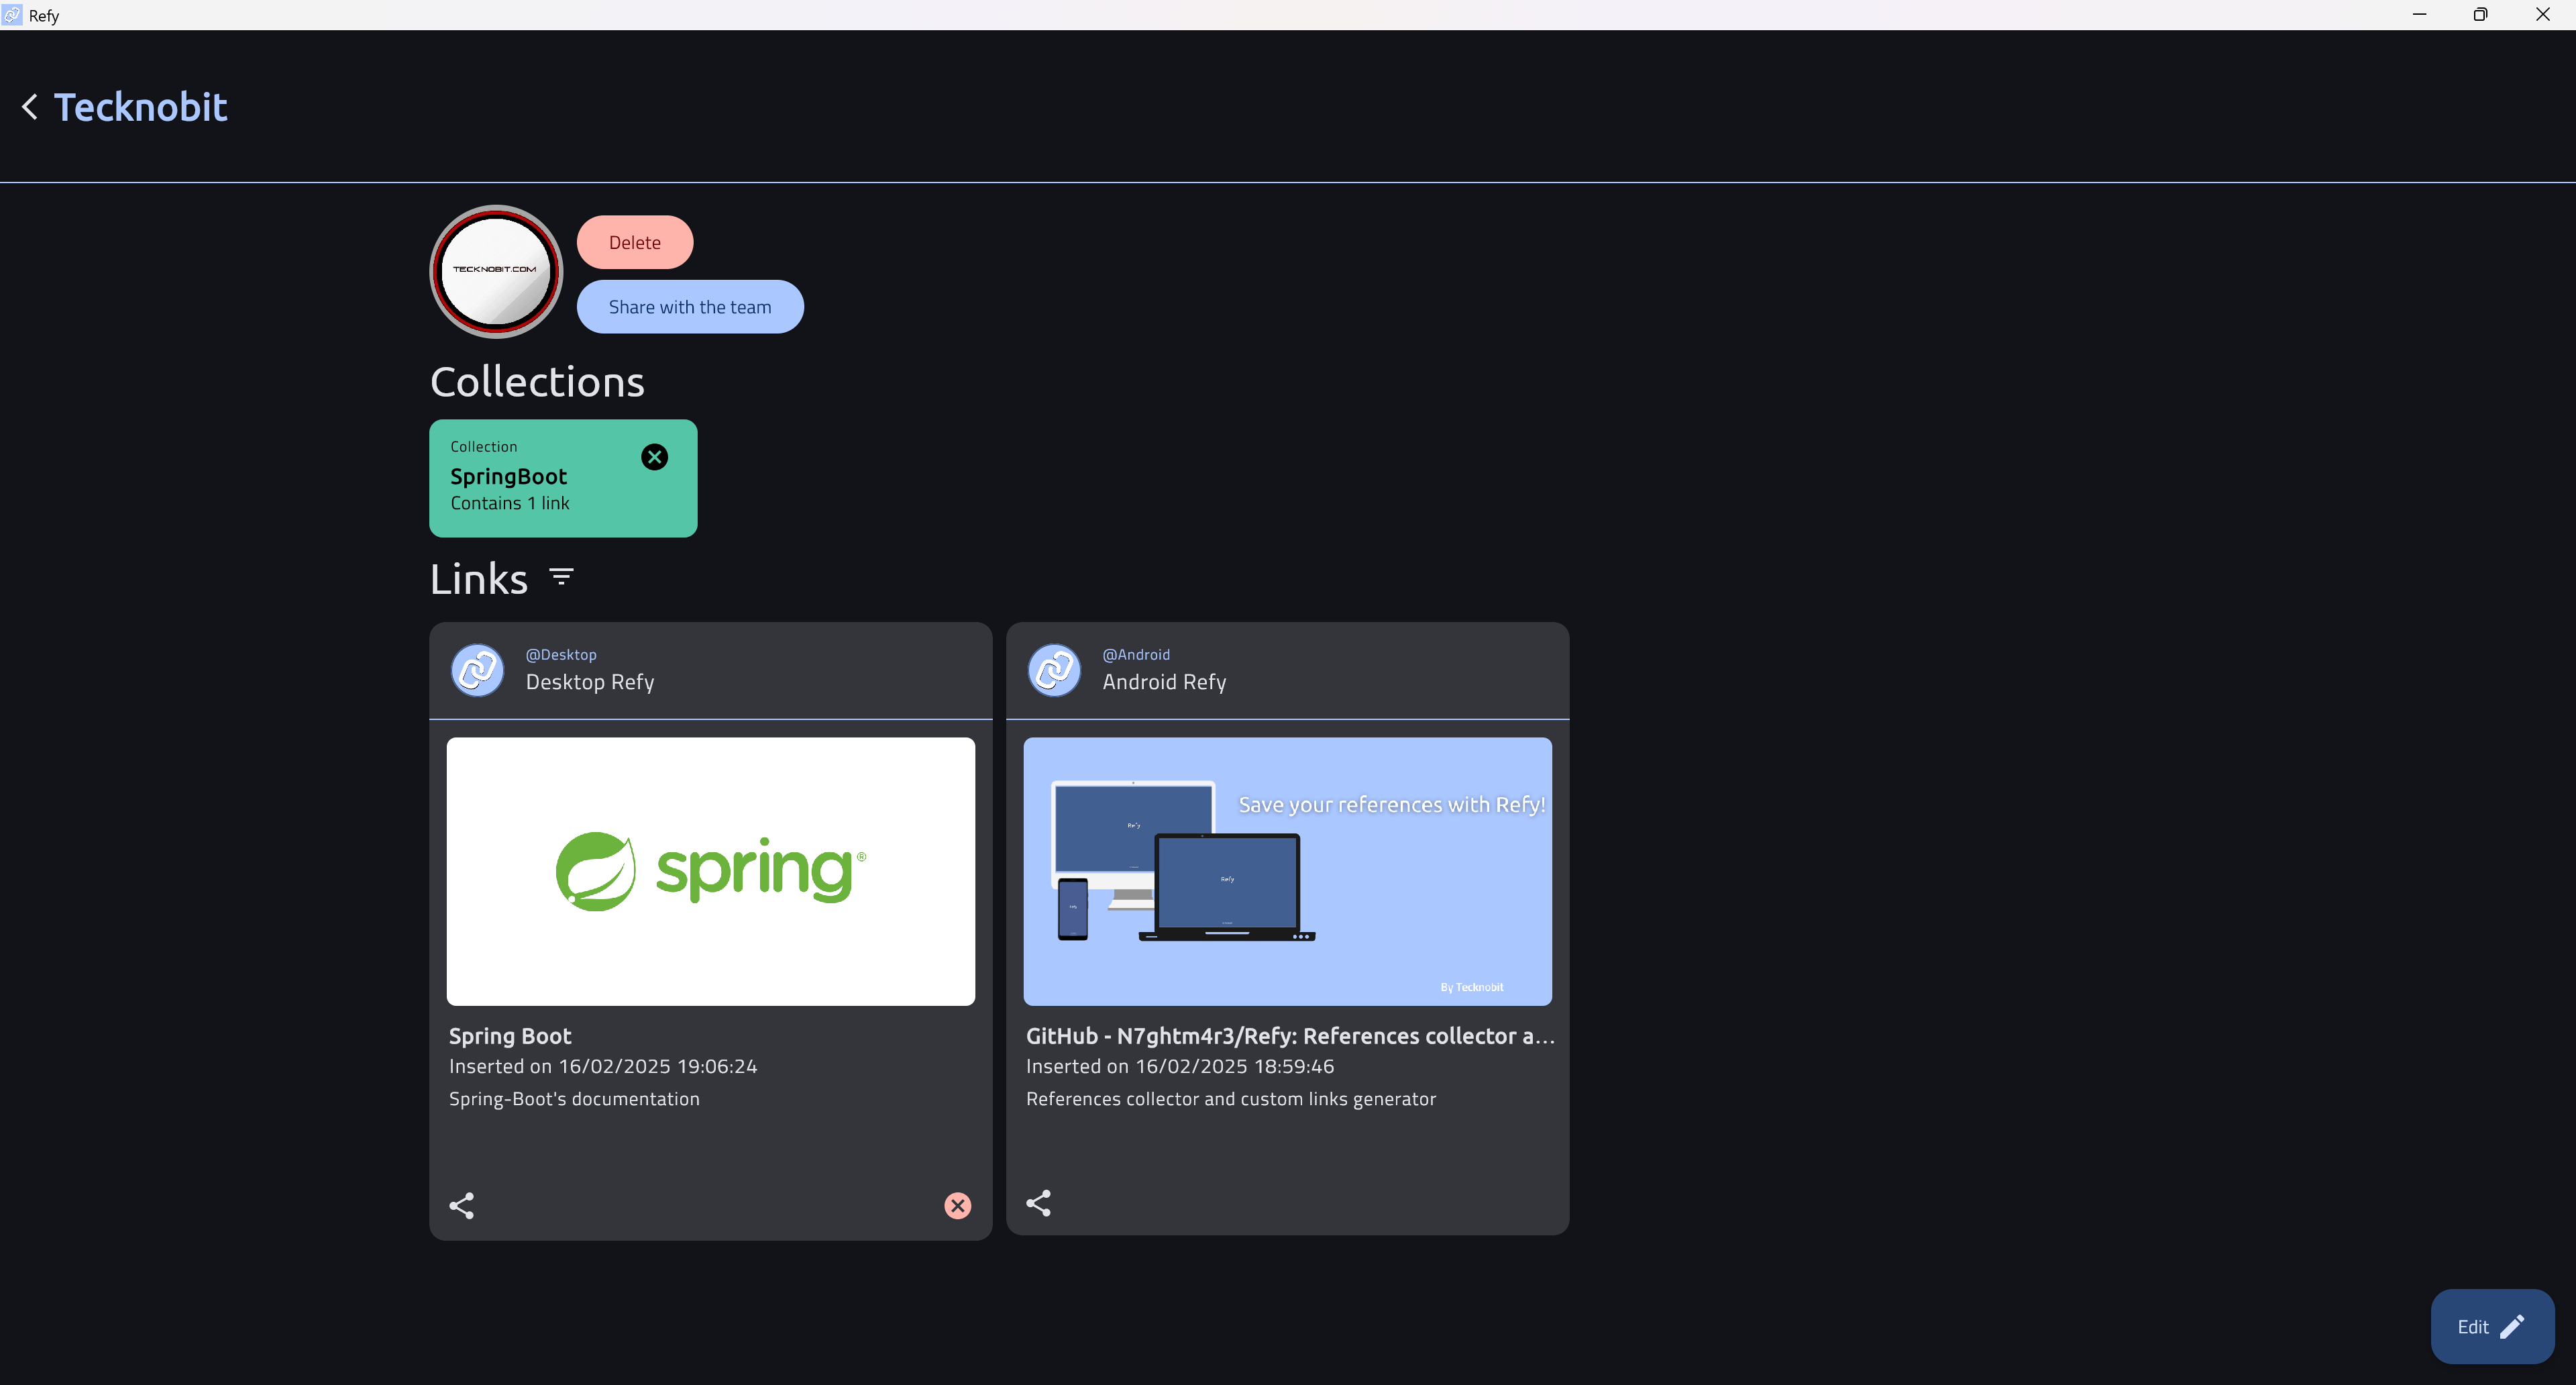 Refy
Tecknobit
TECKNOBIT.COM
Delete
Share with the team
Collections
Collection
SpringBoot
Contains 1 link
Links
@Desktop
Desktop Refy
@Android
Android Refy
spring®
Save your references with Refy!
Refy
Refy
Refy
By Tecknobit
Spring Boot
Inserted on 16/02/2025 19:06:24
Spring-Boot's documentation
GitHub - N7ghtm4r3/Refy: References collector a...
Inserted on 16/02/2025 18:59:46
References collector and custom links generator
Edit